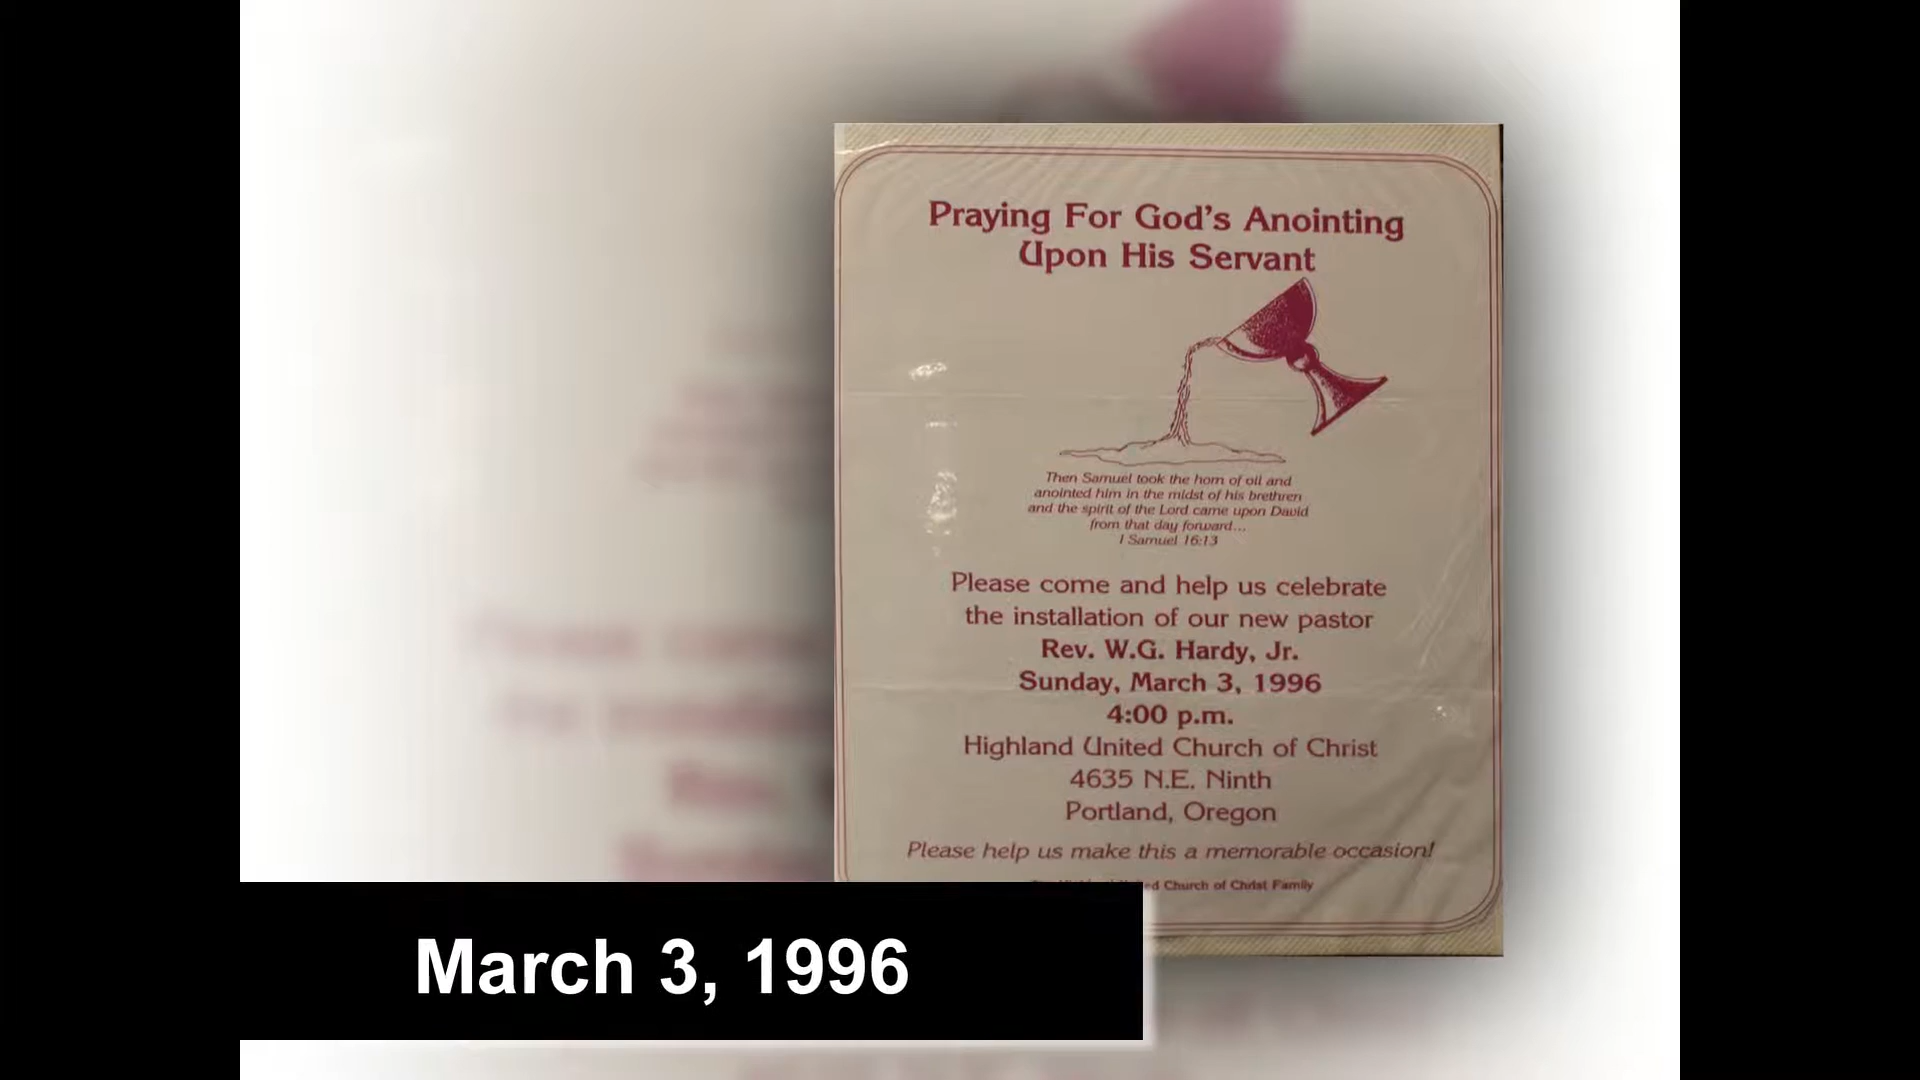 Praying For God's Anointing
Upon His Servant
Then Samuel took the horn of oil and
anointed him in the midst of his brethren
and the spirit of the Lord came upon David
from that day forward...
I Samuel 16:13
Please come and help us celebrate
the installation of our new pastor
Rev. W.G. Hardy, Jr.
Sunday, March 3, 1996
4:00 p.m.
Highland United Church of Christ
4635 N.E. Ninth
Portland, Oregon
Please help us make this a memorable occasion!
Church of Christ Family
March 3, 1996